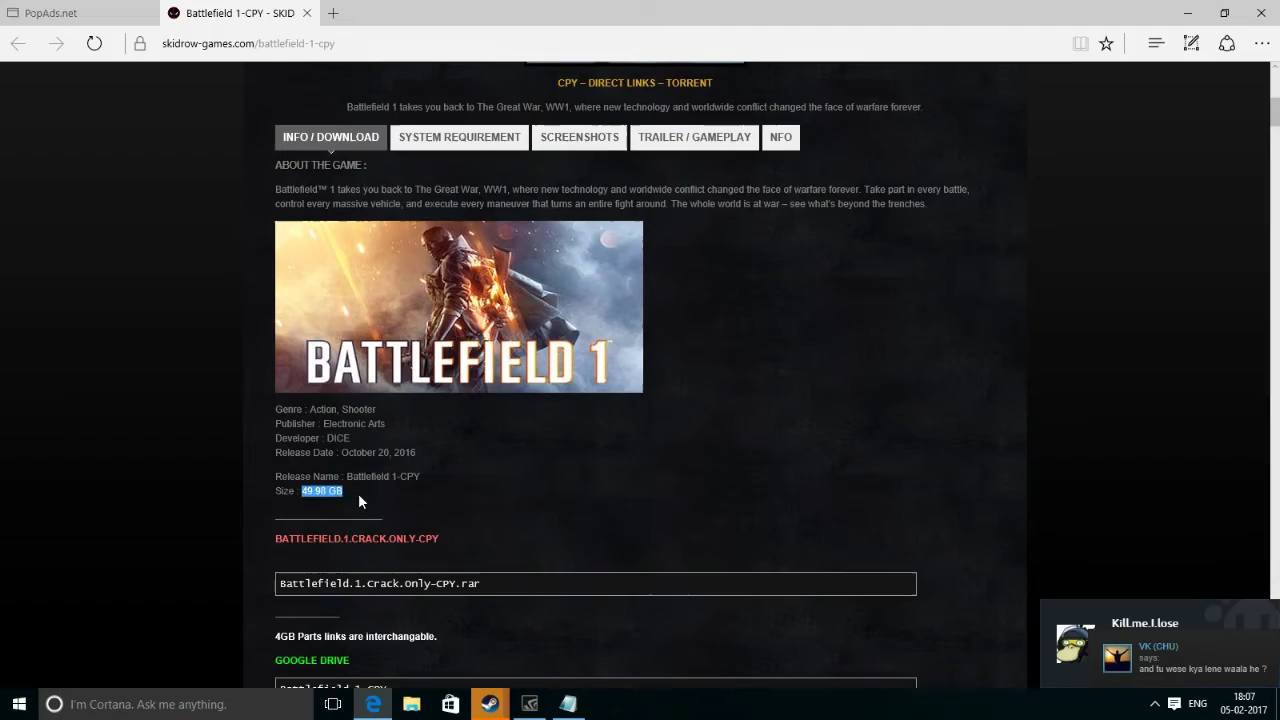 PopAds.net
Battlefield 1-CPY - SKID
skidrow-games.com/battlefield-1-cpy
CPY – DIRECT LINKS – TORRENT
Battlefield 1 takes you back to The Great War, WW1, where new technology and worldwide conflict changed the face of warfare forever.
INFO / DOWNLOAD
SYSTEM REQUIREMENT
SCREENSHOTS
TRAILER / GAMEPLAY
NFO
ABOUT THE GAME :
Battlefield™ 1 takes you back to The Great War, WW1, where new technology and worldwide conflict changed the face of warfare forever. Take part in every battle,
control every massive vehicle, and execute every maneuver that turns an entire fight around. The whole world is at war – see what's beyond the trenches.
BATTLEFIELD 1
Genre : Action, Shooter
Publisher : Electronic Arts
Developer : DICE
Release Date : October 20, 2016
Release Name : Battlefield 1-CPY
Size : 49.98 GB
BATTLEFIELD.1.CRACK.ONLY-CPY
Battlefield.1.Crack.Only-CPY.rar
4GB Parts links are interchangable.
GOOGLE DRIVE
Battlefield 1-CPY
Kill.me.I.lose
VK (CHU)
says:
and tu wese kya lene waala he ?
I'm Cortana. Ask me anything.
ENG
18:07
05-02-2017